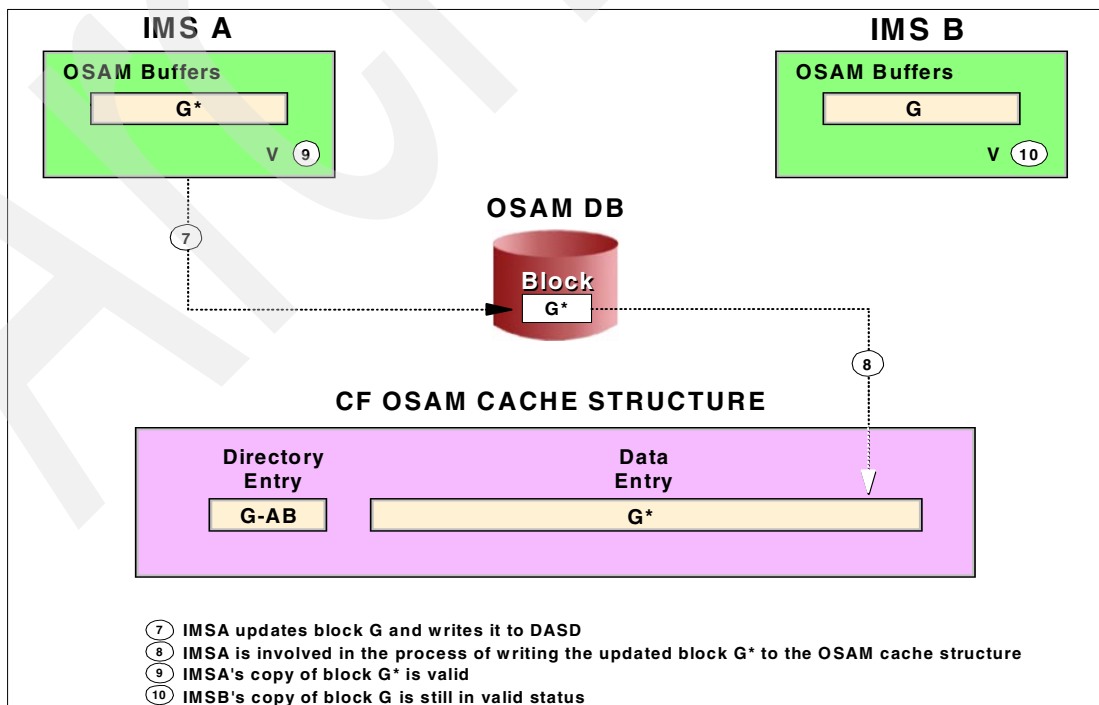 IMS A
IMS B
OSAM Buffers
G*
V 9
OSAM Buffers
G
V 10
7
OSAM DB
Block
G*
8
CF OSAM CACHE STRUCTURE
Directory
Entry
Data
Entry
G-AB
G*
7 IMSA updates block G and writes it to DASD
8 IMSA is involved in the process of writing the updated block G* to the OSAM cache structure
9 IMSA's copy of block G* is valid
10 IMSB's copy of block G is still in valid status